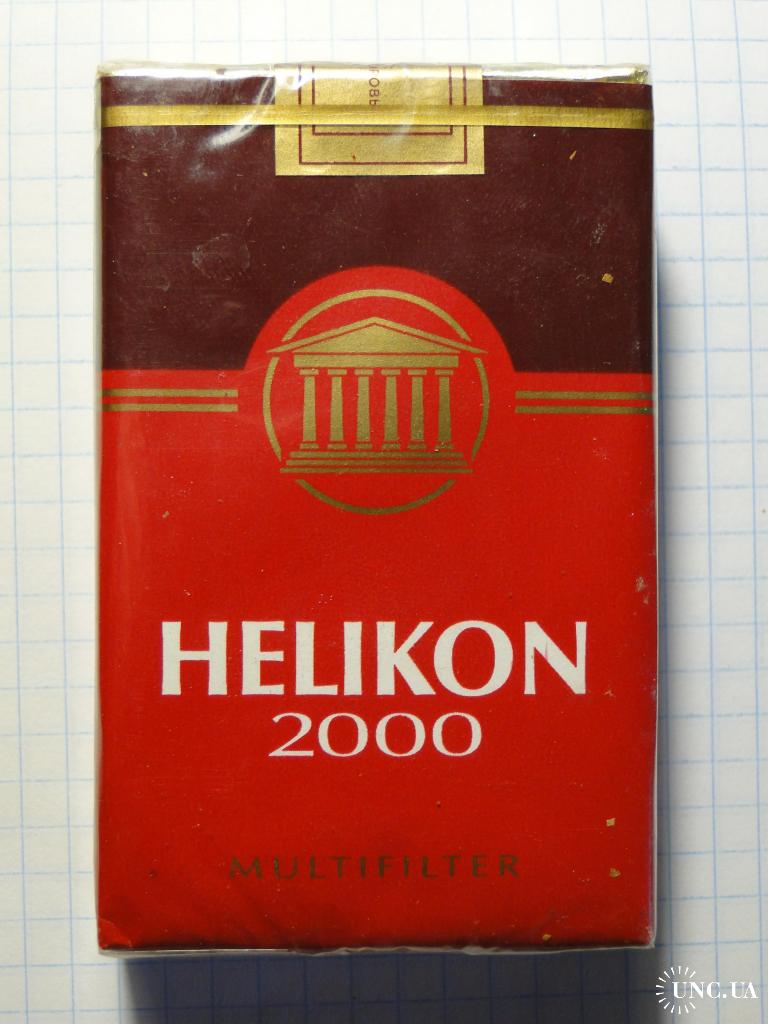 HELIKON
2000
MULTIFILTER
UNC.UA